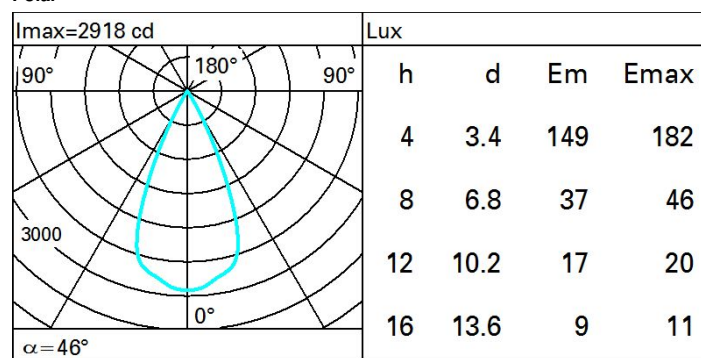 Imax=2918 cd
Lux
90° 180° 90°
3000
0°
α=46°
h d Em Emax
4 3.4 149 182
8 6.8 37 46
12 10.2 17 20
16 13.6 9 11